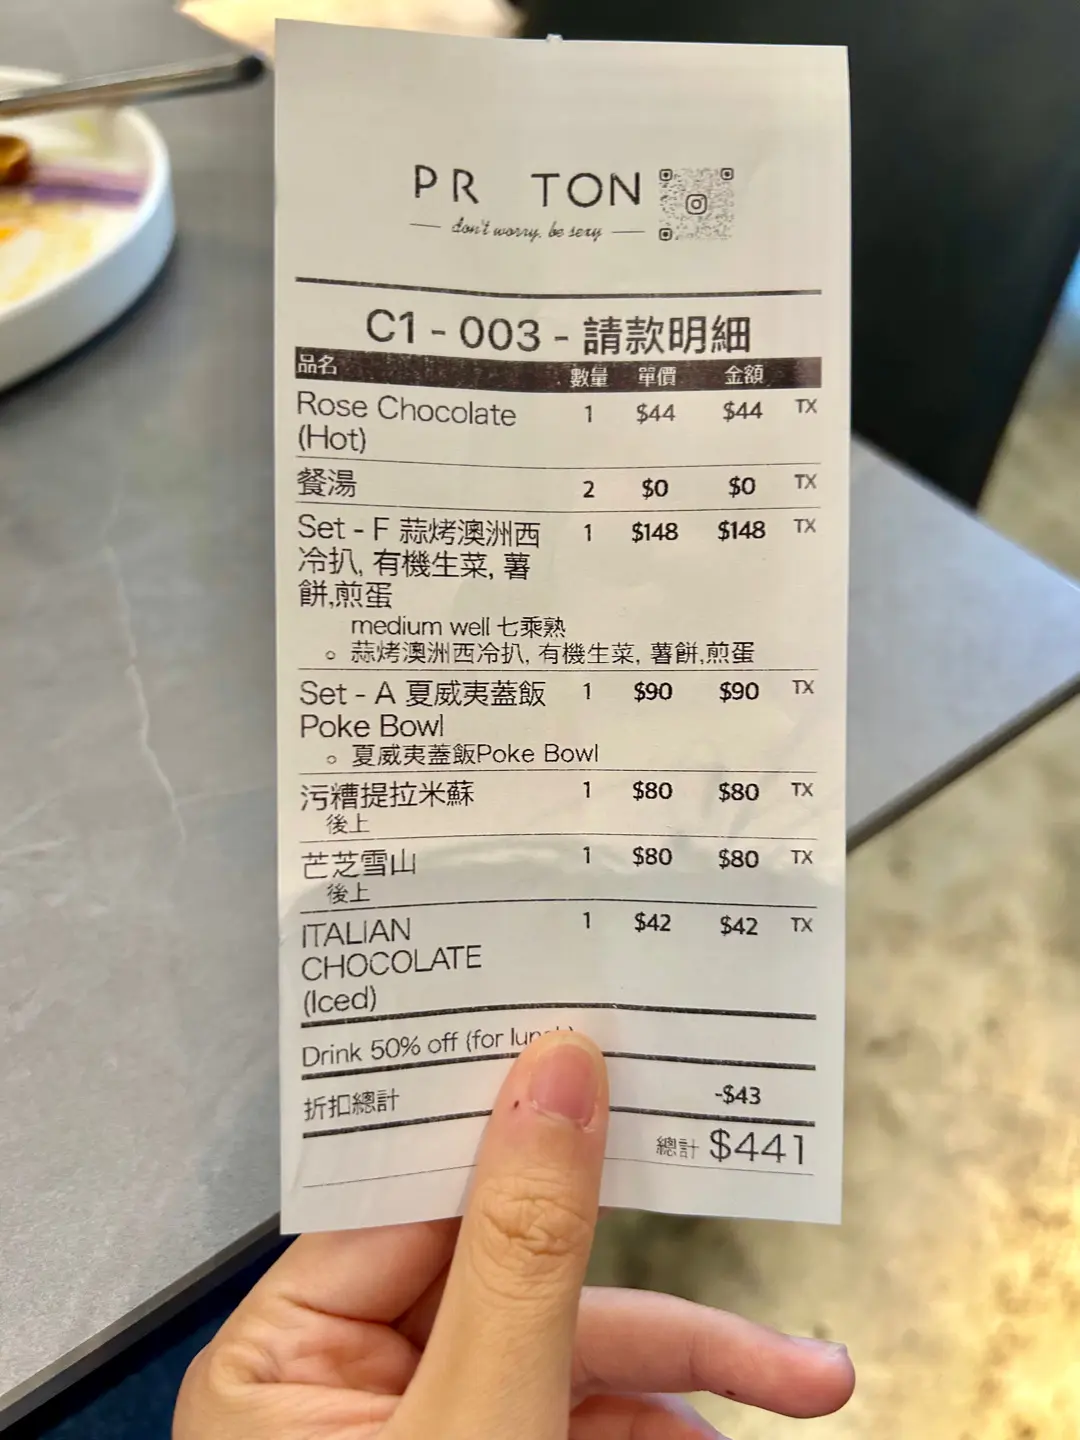 PR TON
don't worry. be sexy
C1 - 003 - 請款明細
品名 數量 單價 金額
Rose Chocolate 1 $44 $44 TX
(Hot)
餐湯 2 $0 $0 TX
Set - F 蒜烤澳洲西 1 $148 $148 TX
冷扒, 有機生菜, 薯
餅,煎蛋
medium well 七乘熟
蒜烤澳洲西冷扒, 有機生菜, 薯餅,煎蛋
Set - A 夏威夷蓋飯 1 $90 $90 TX
Poke Bowl
夏威夷蓋飯Poke Bowl
污糟提拉米蘇 1 $80 $80 TX
後上
芒芝雪山 1 $80 $80 TX
後上
ITALIAN 1 $42 $42 TX
CHOCOLATE
(Iced)
Drink 50% off (for
折扣總計 -$43
總計 $441